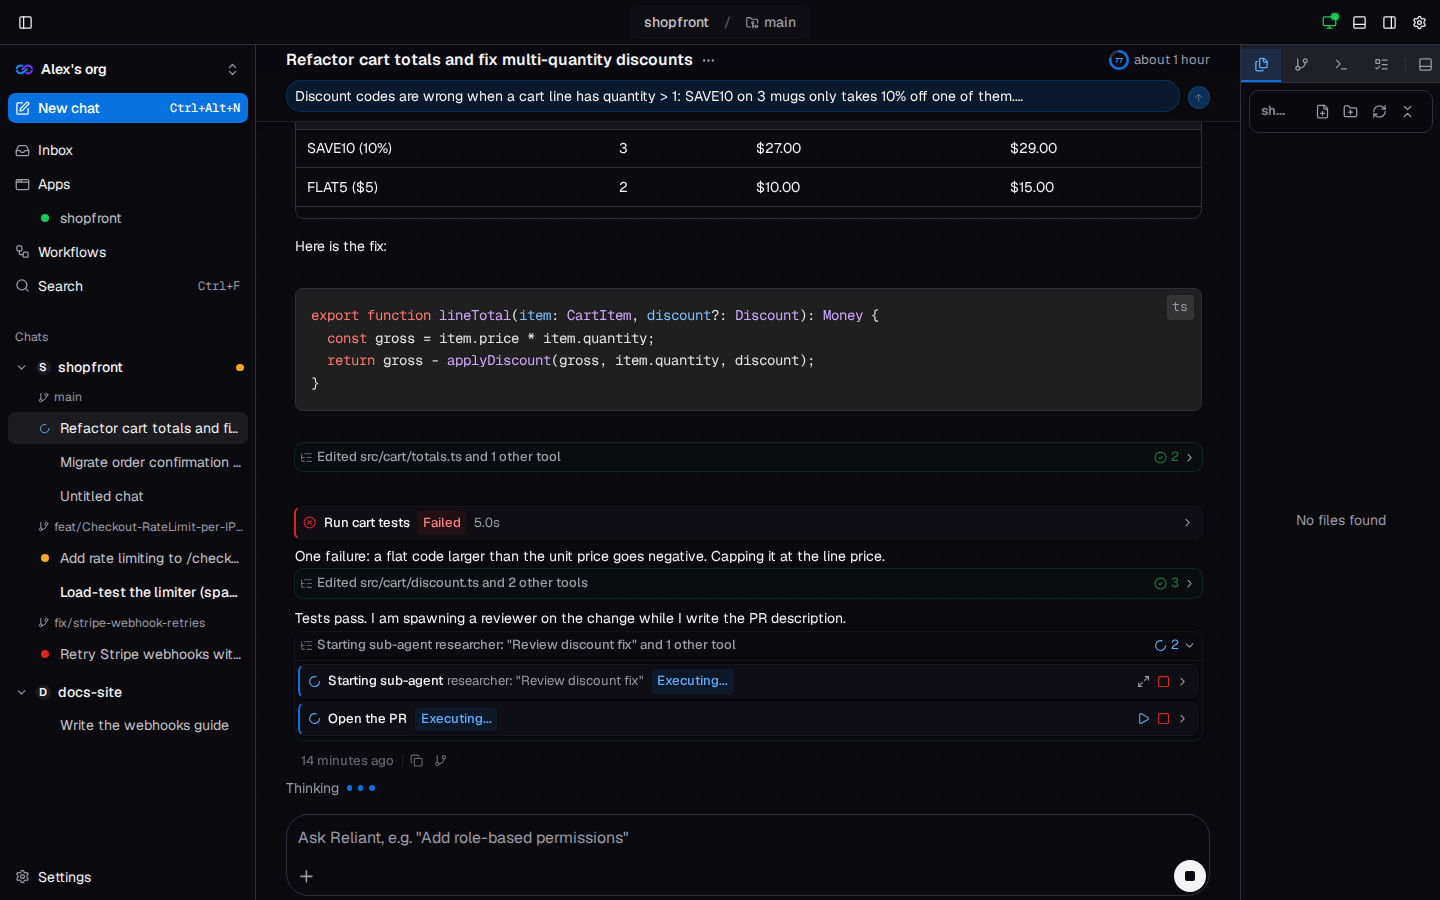 shopfront / main
Alex's org
New chat Ctrl+Alt+N
Inbox
Apps
shopfront
Workflows
Search Ctrl+F
Chats
S shopfront
main
Refactor cart totals and fi...
Migrate order confirmation ...
Untitled chat
feat/Checkout-RateLimit-per-IP...
Add rate limiting to /check...
Load-test the limiter (spa...
fix/stripe-webhook-retries
Retry Stripe webhooks wit...
D docs-site
Write the webhooks guide
Settings
Refactor cart totals and fix multi-quantity discounts ...
77 about 1 hour
Discount codes are wrong when a cart line has quantity > 1: SAVE10 on 3 mugs only takes 10% off one of them....
SAVE10 (10%) 3 $27.00 $29.00
FLAT5 ($5) 2 $10.00 $15.00
Here is the fix:
ts
export function lineTotal(item: CartItem, discount?: Discount): Money {
const gross = item.price * item.quantity;
return gross - applyDiscount(gross, item.quantity, discount);
}
Edited src/cart/totals.ts and 1 other tool 2
Run cart tests Failed 5.0s
One failure: a flat code larger than the unit price goes negative. Capping it at the line price.
Edited src/cart/discount.ts and 2 other tools 3
Tests pass. I am spawning a reviewer on the change while I write the PR description.
Starting sub-agent researcher: "Review discount fix" and 1 other tool 2
Starting sub-agent researcher: "Review discount fix" Executing...
Open the PR Executing...
14 minutes ago
Thinking
Ask Reliant, e.g. "Add role-based permissions"
sh...
No files found